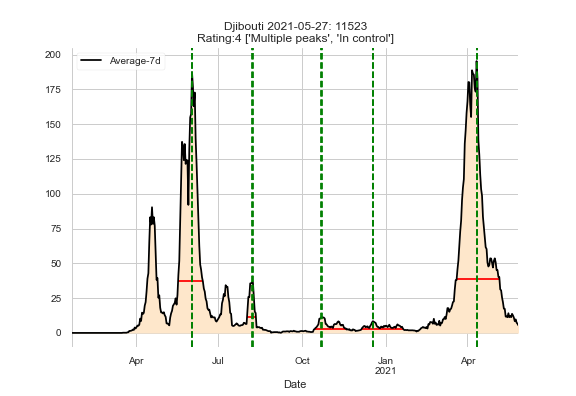 Djibouti 2021-05-27: 11523
Rating:4 ['Multiple peaks', 'In control']
Average-7d
200
175
150
125
100
75
50
25
0
Apr
Jul
Oct
Jan
2021
Apr
Date